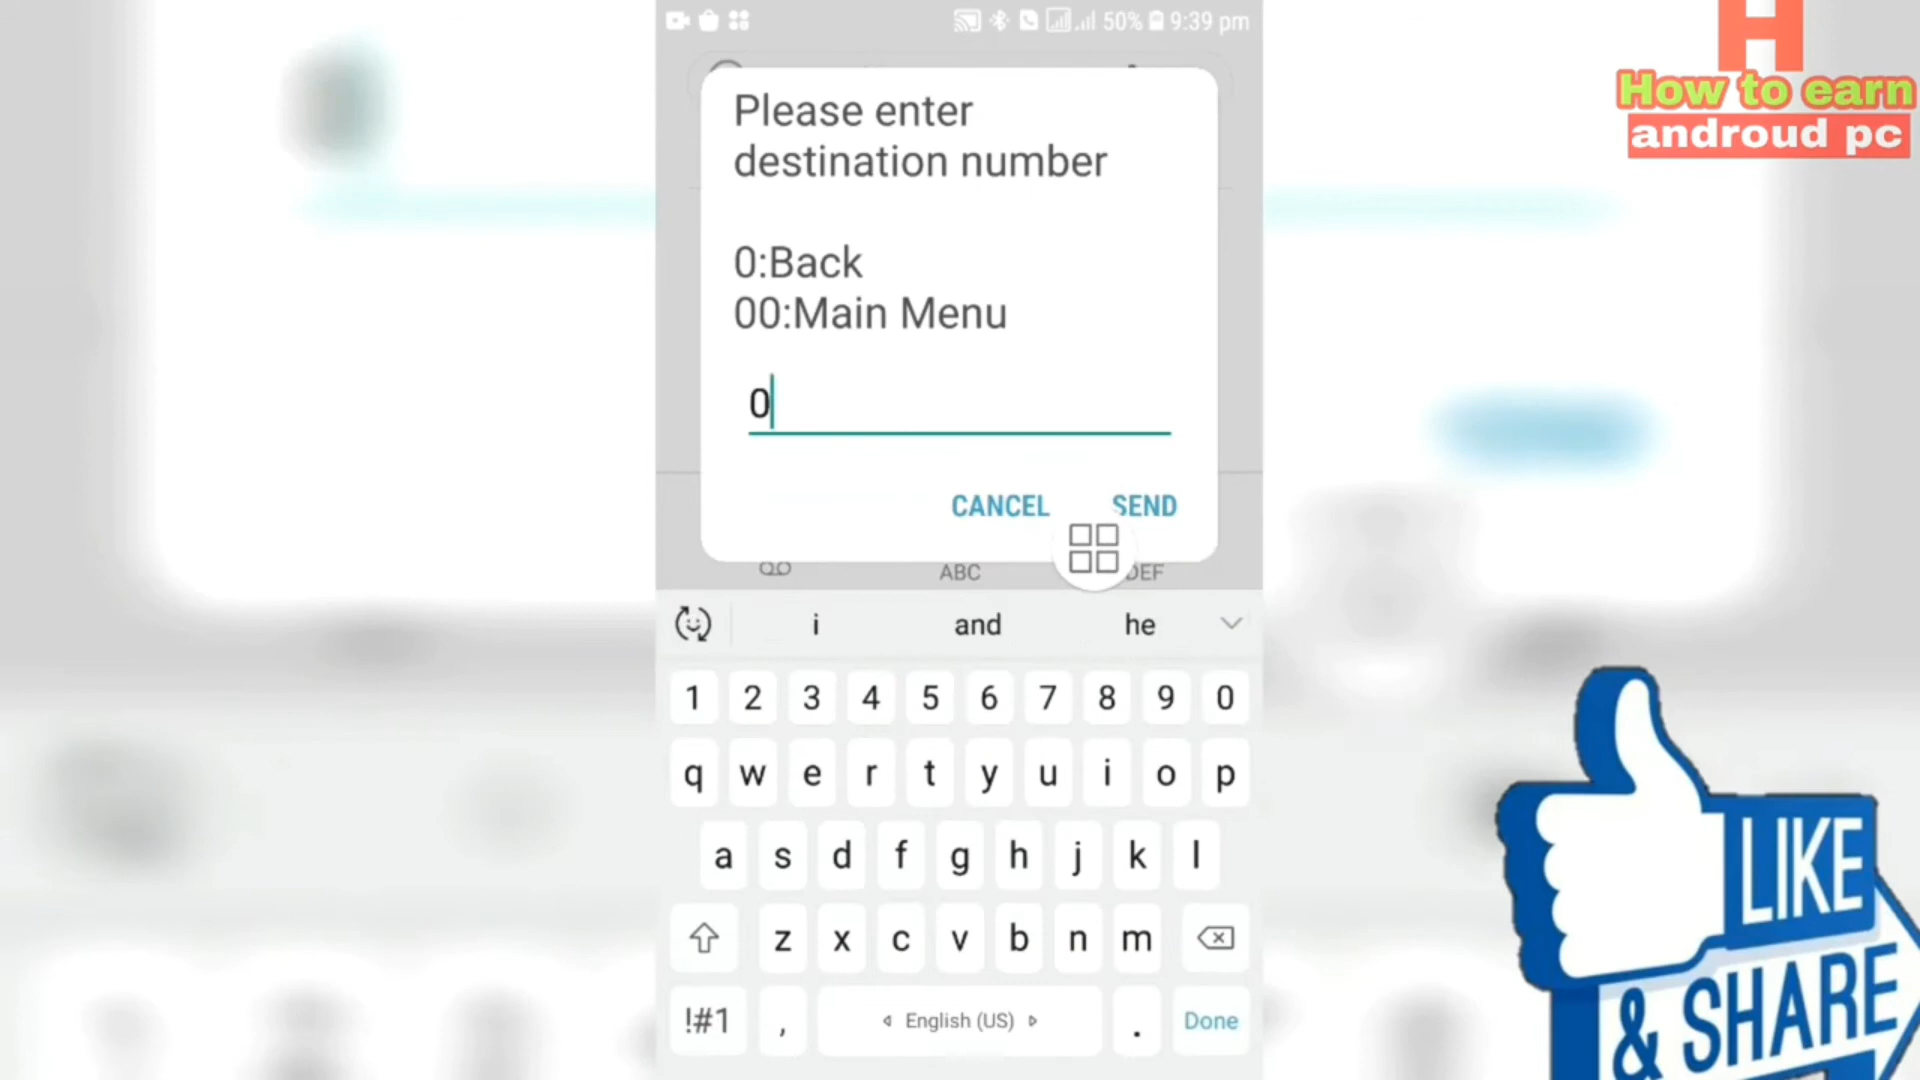 50% 9:39 pm
H
How to earn
androud pc
Please enter
destination number
0:Back
00:Main Menu
0
CANCEL SEND
ABC DEF
i and he
1 2 3 4 5 6 7 8 9 0
q w e r t y u i o p
a s d f g h j k l
z x c v b n m
!#1 , English (US) . Done
LIKE
& SHARE